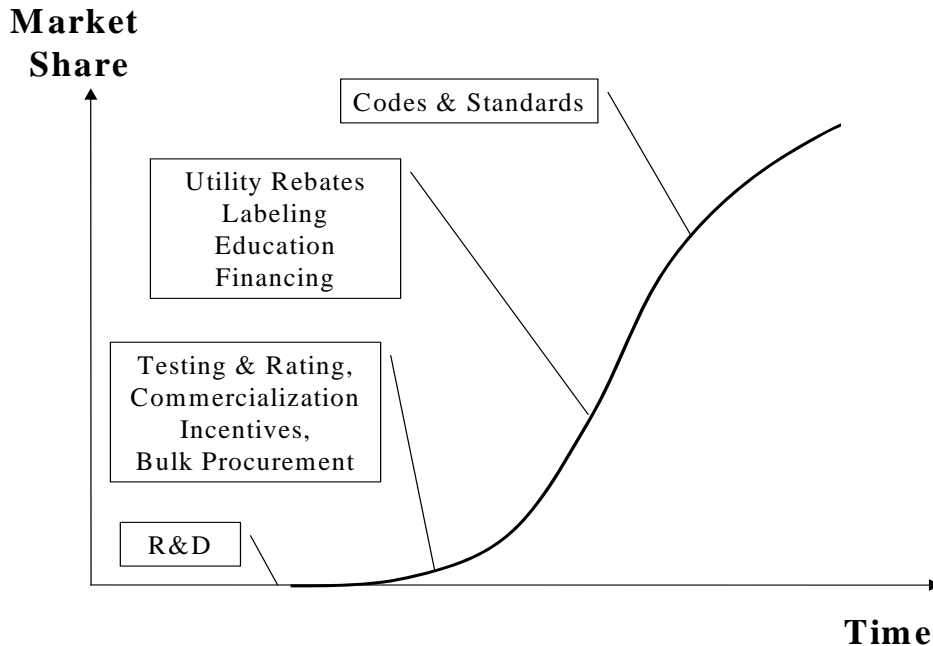 Market
Share
Codes & Standards
Utility Rebates
Labeling
Education
Financing
Testing & Rating,
Commercialization
Incentives,
Bulk Procurement
R&D
Time